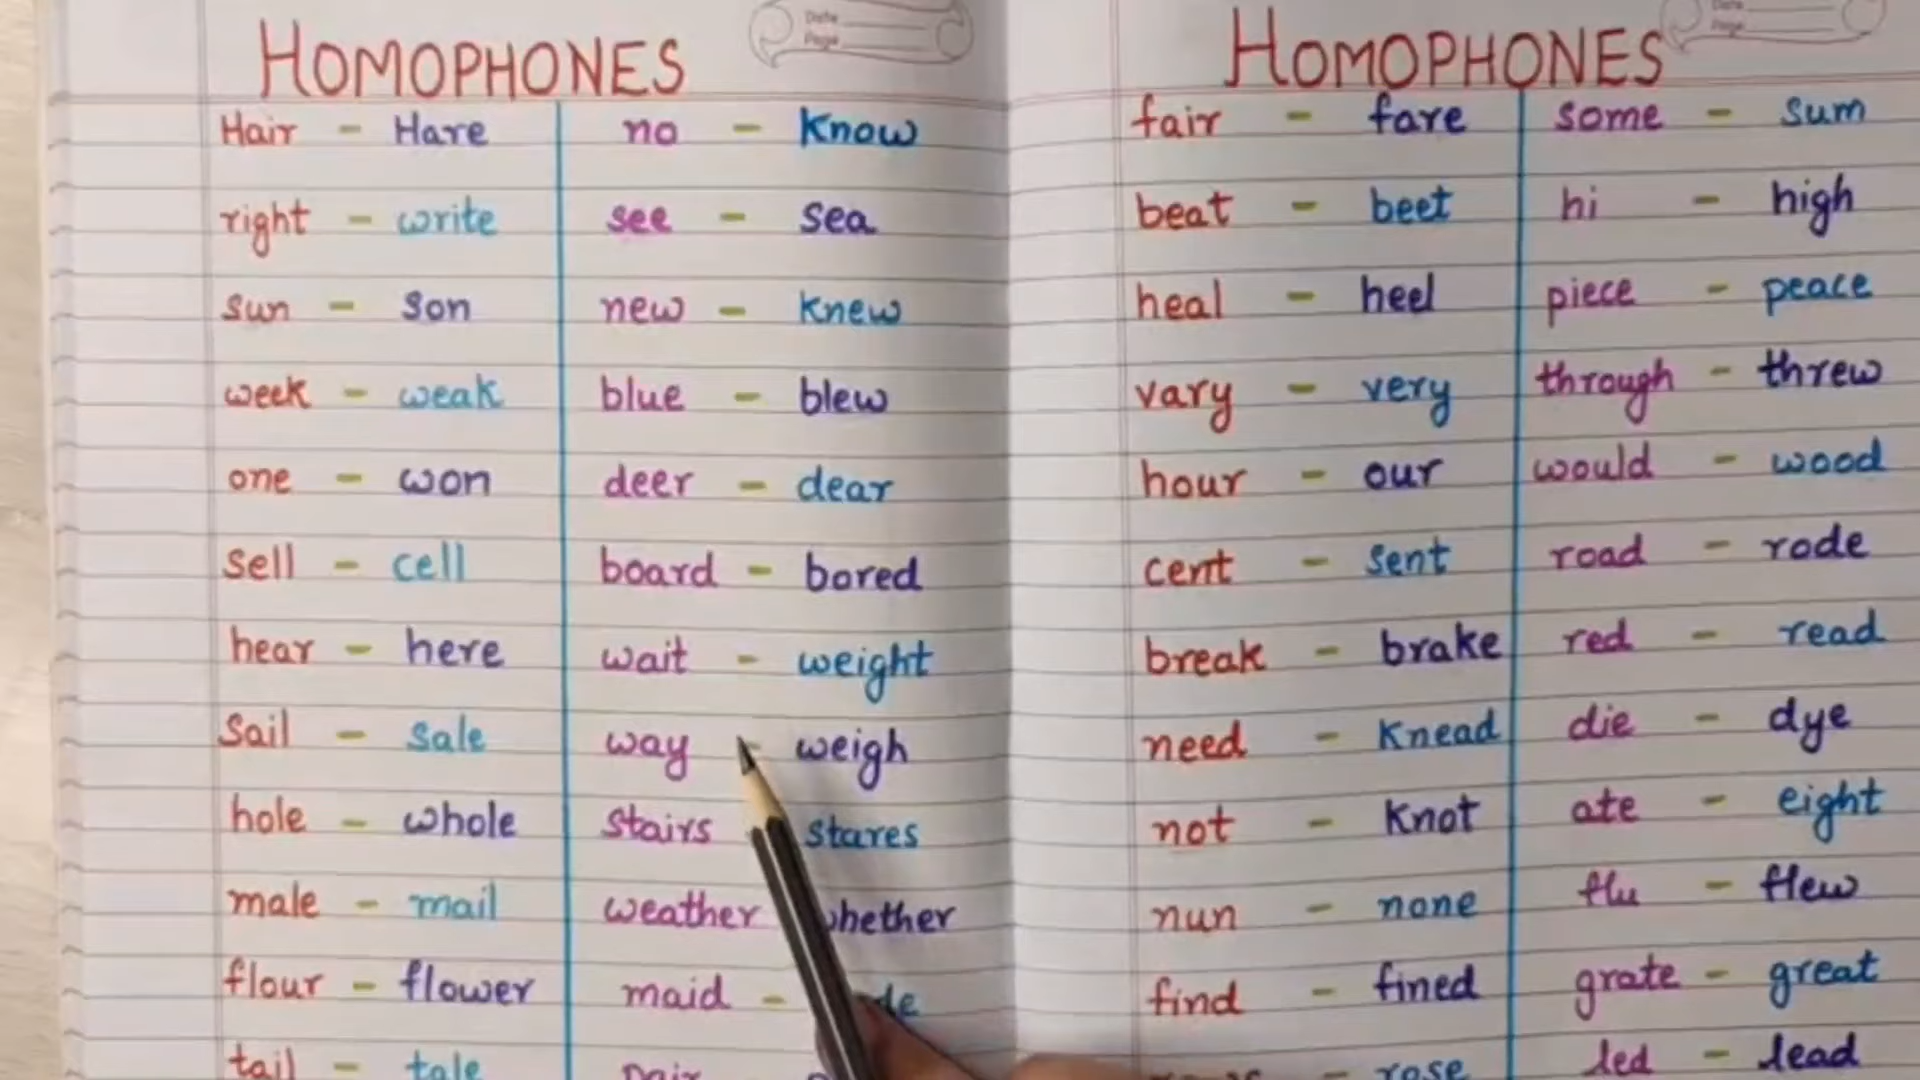 Date
Page
HOMOPHONES
Hair - Hare no - Know
right - write see - sea
sun - son new - knew
week - weak blue - blew
one - won deer - dear
sell - cell board - bored
hear - here wait - weight
Sail - Sale way - weigh
hole - whole Stairs stares
male - mail weather
flour - flower maid -
tail - tale
Date
Page
HOMOPHONES
fair - fare some - sum
beat - beet hi - high
heal - heel piece - peace
vary - very through - threw
hour - our would - wood
cent - sent road - rode
break - brake red - read
need - Knead die - dye
not - Knot ate - eight
nun - none flu - flew
find - fined grate - great
- rose led - lead